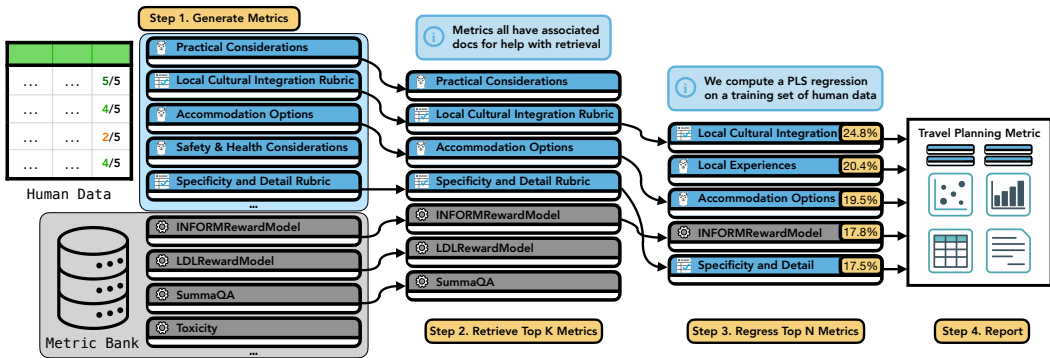 Step 1. Generate Metrics
... ... 5/5
... ... 4/5
... ... 2/5
... ... 4/5
Human Data
Practical Considerations
Local Cultural Integration Rubric
Accommodation Options
Safety & Health Considerations
Specificity and Detail Rubric
...
INFORMRewardModel
LDLRewardModel
SummaQA
Toxicity
...
Metric Bank
i
Metrics all have associated
docs for help with retrieval
Practical Considerations
Local Cultural Integration Rubric
Accommodation Options
Specificity and Detail Rubric
INFORMRewardModel
LDLRewardModel
SummaQA
Step 2. Retrieve Top K Metrics
i
We compute a PLS regression
on a training set of human data
Local Cultural Integration 24.8%
Local Experiences 20.4%
Accommodation Options 19.5%
INFORMRewardModel 17.8%
Specificity and Detail 17.5%
Step 3. Regress Top N Metrics
Travel Planning Metric
Step 4. Report